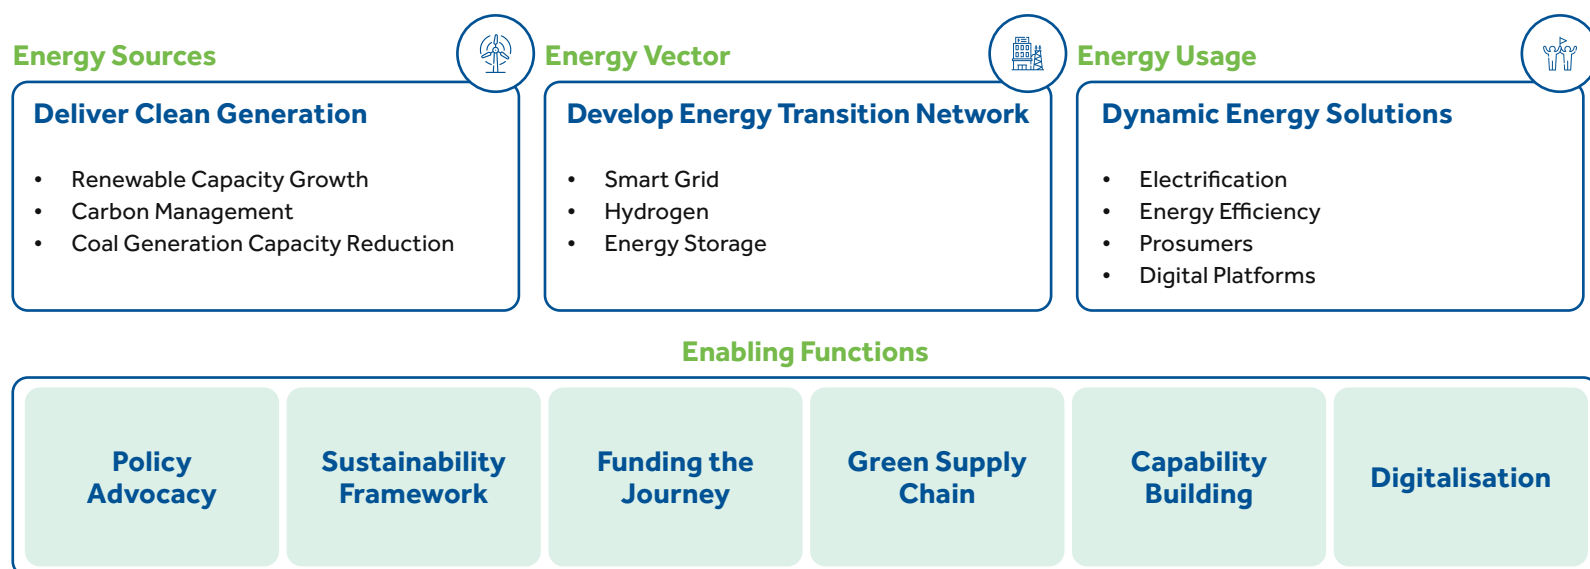 Energy Sources
Deliver Clean Generation
• Renewable Capacity Growth
• Carbon Management
• Coal Generation Capacity Reduction
Energy Vector
Develop Energy Transition Network
• Smart Grid
• Hydrogen
• Energy Storage
Energy Usage
Dynamic Energy Solutions
• Electrification
• Energy Efficiency
• Prosumers
• Digital Platforms
Enabling Functions
Policy
Advocacy
Sustainability
Framework
Funding the
Journey
Green Supply
Chain
Capability
Building
Digitalisation